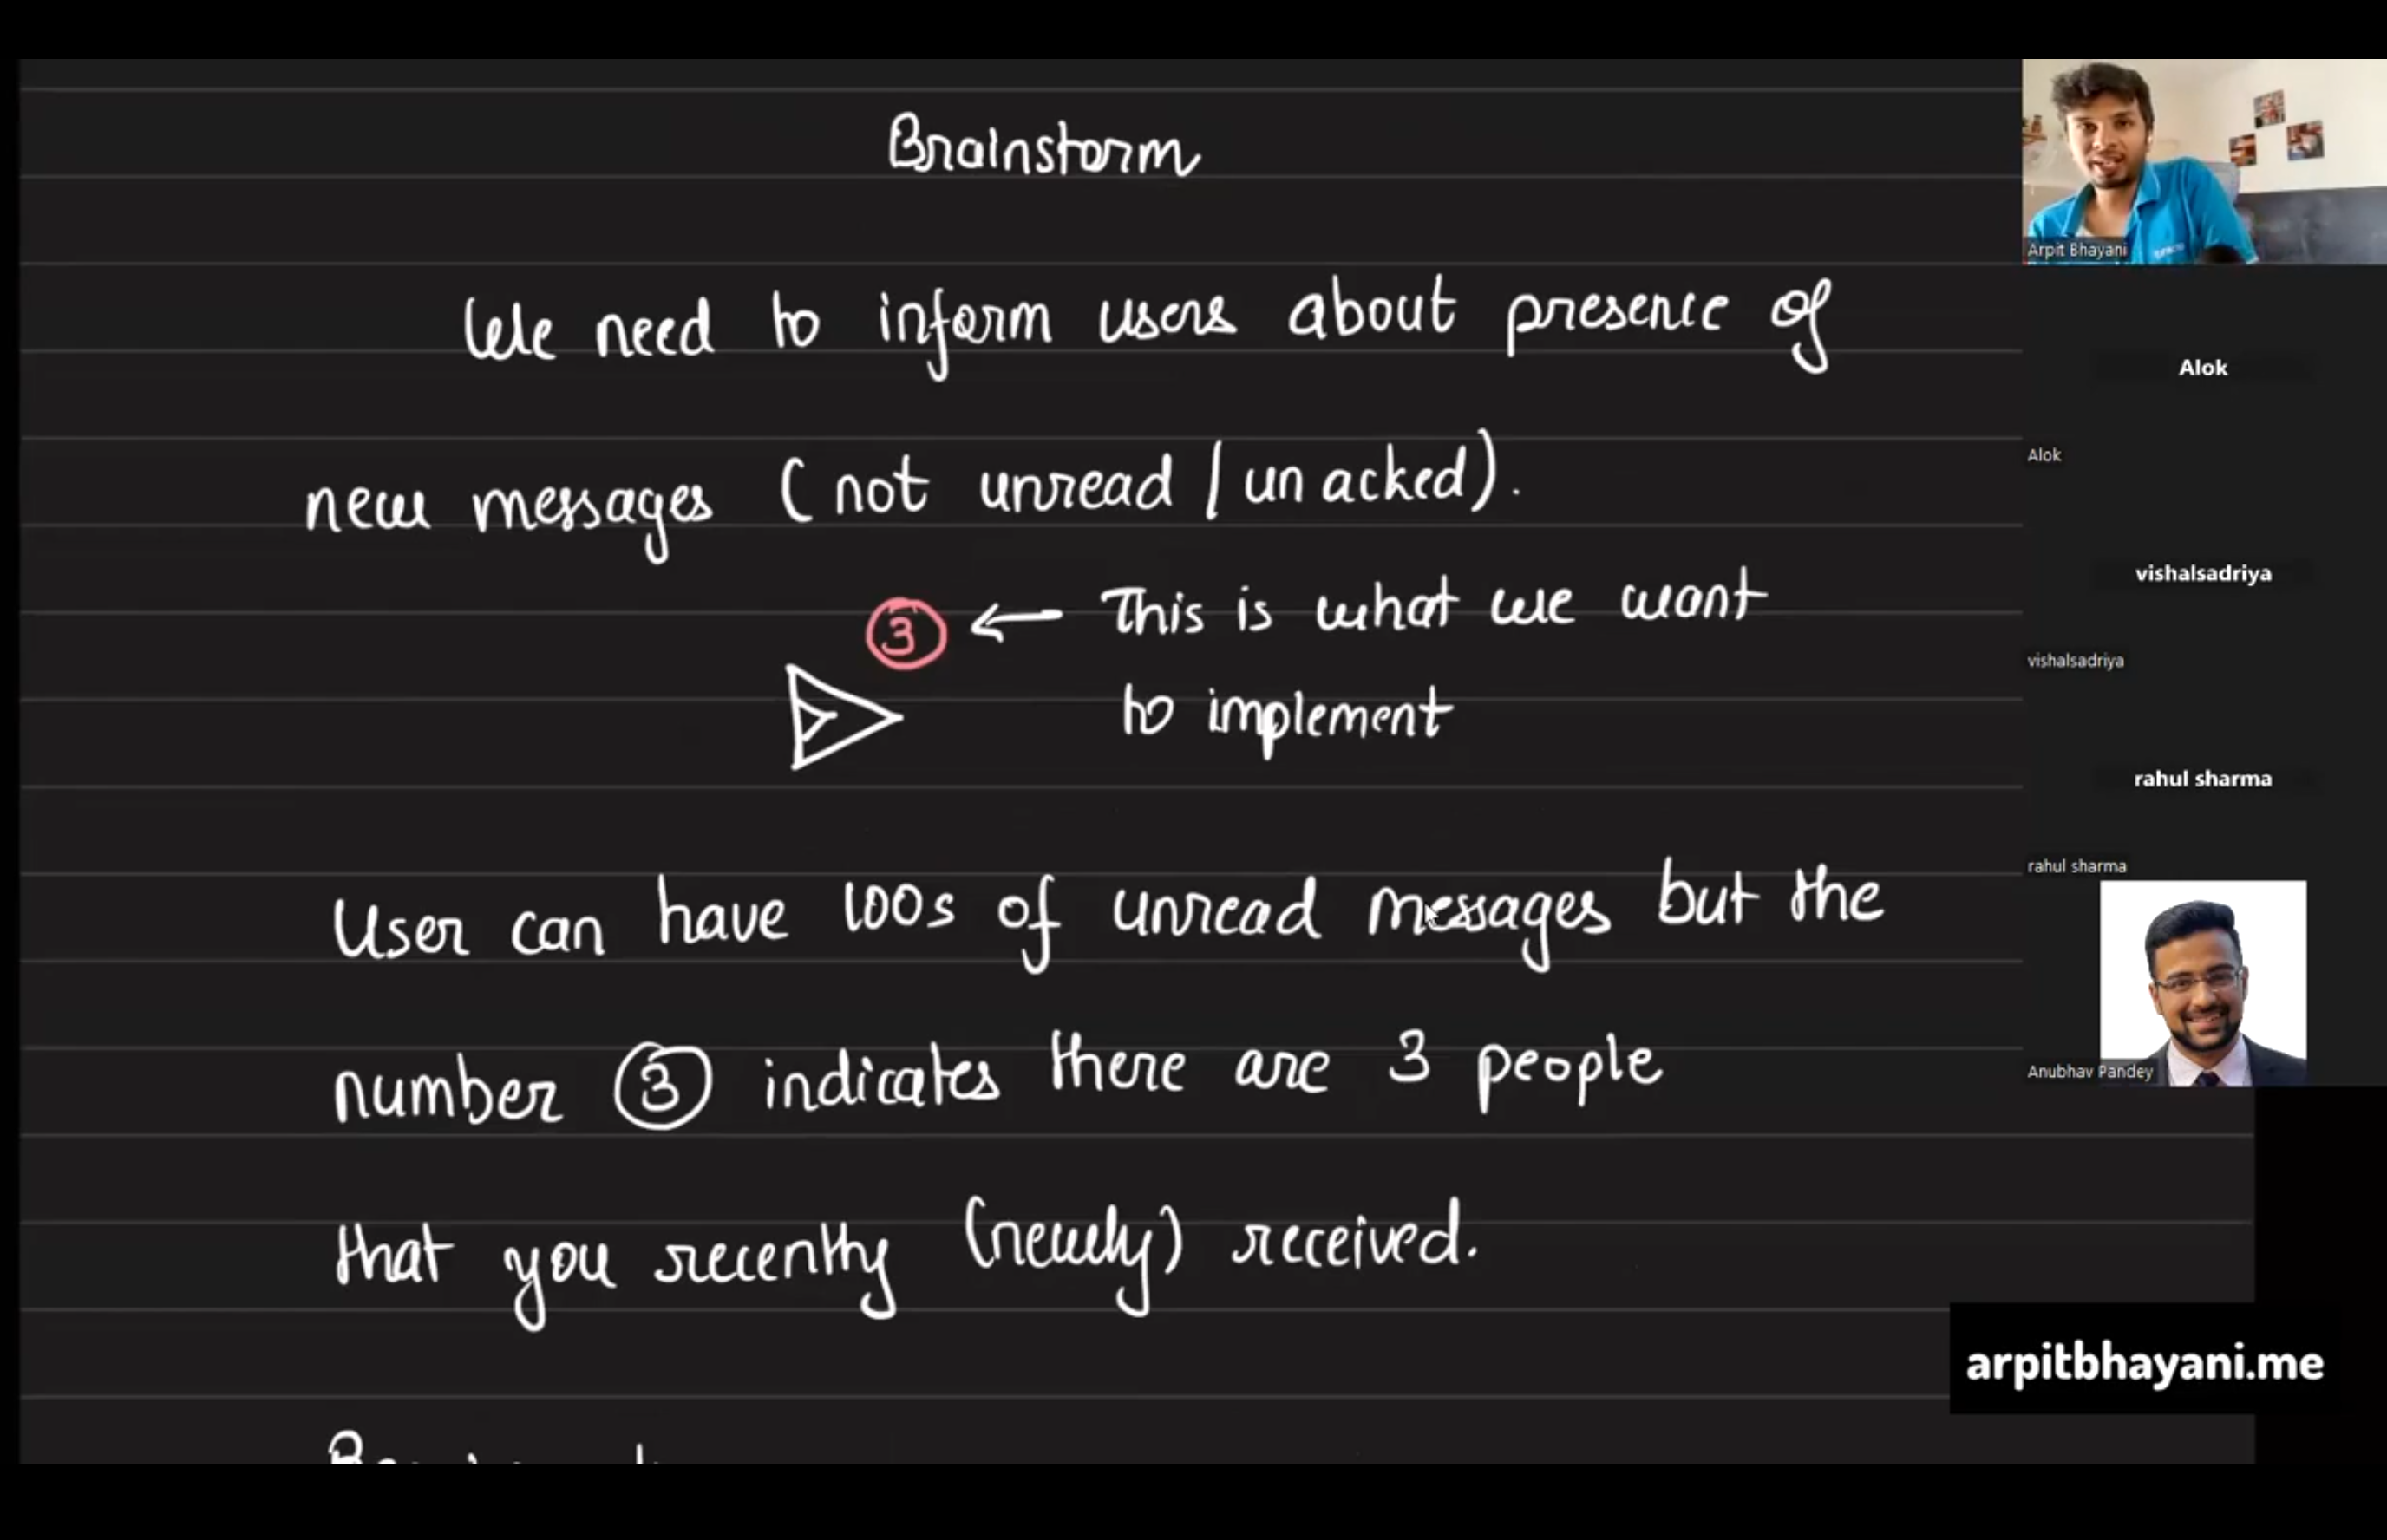 Brainstorm
We need to inform users about presence of
new messages (not unread / un acked).
3 ← This is what we want
to implement
User can have 100s of unread messages but the
number 3 indicates there are 3 people
that you recently (newly) received.
Arpit Bhayani
Alok
Alok
vishalsadriya
vishalsadriya
rahul sharma
rahul sharma
Anubhav Pandey
arpitbhayani.me